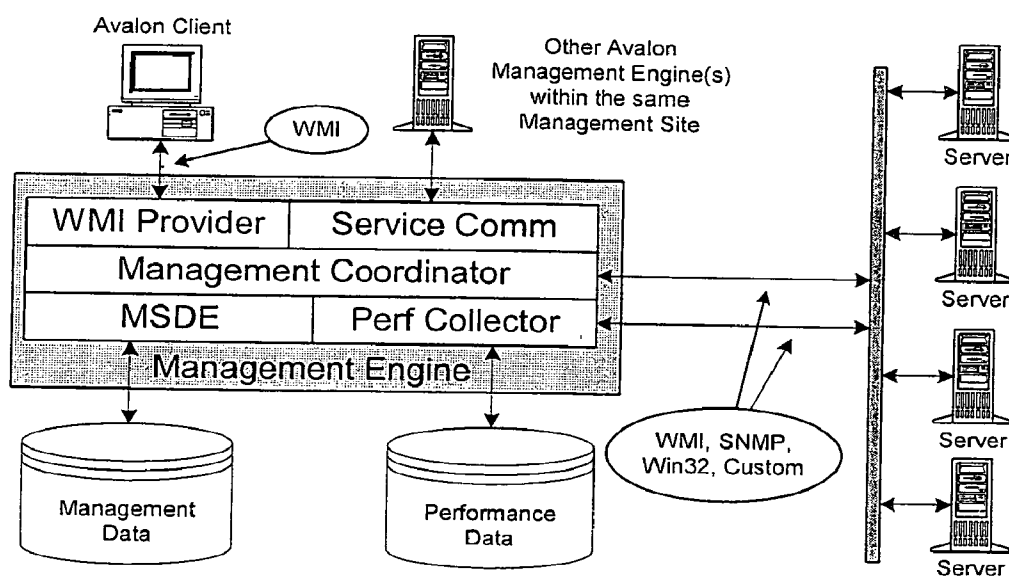 Avalon Client
Other Avalon
Management Engine(s)
within the same
Management Site
WMI
WMI Provider
Service Comm
Management Coordinator
MSDE
Perf Collector
Management Engine
Management
Data
Performance
Data
WMI, SNMP,
Win32, Custom
Server
Server
Server
Server